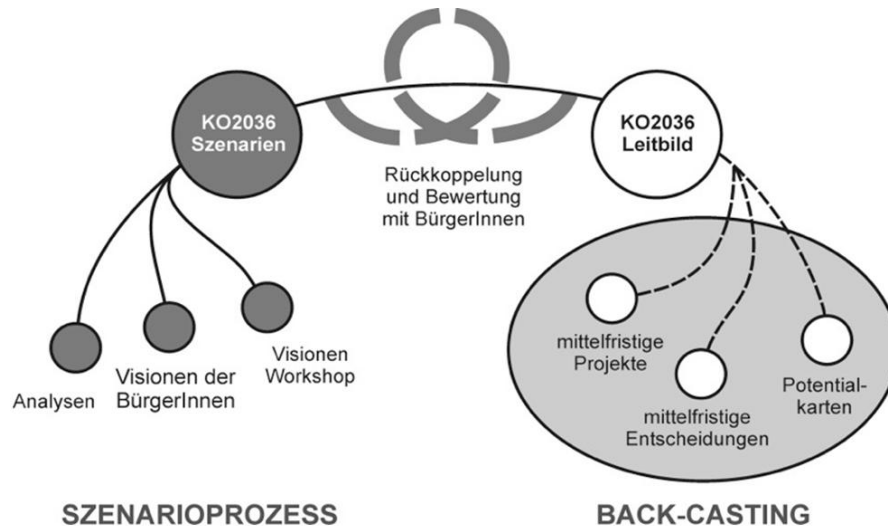 KO2036
Szenarien
KO2036
Leitbild
Rückkoppelung
und Bewertung
mit BürgerInnen
Analysen
Visionen der
BürgerInnen
Visionen
Workshop
mittelfristige
Projekte
mittelfristige
Entscheidungen
Potential-
karten
SZENARIOPROZESS
BACK-CASTING